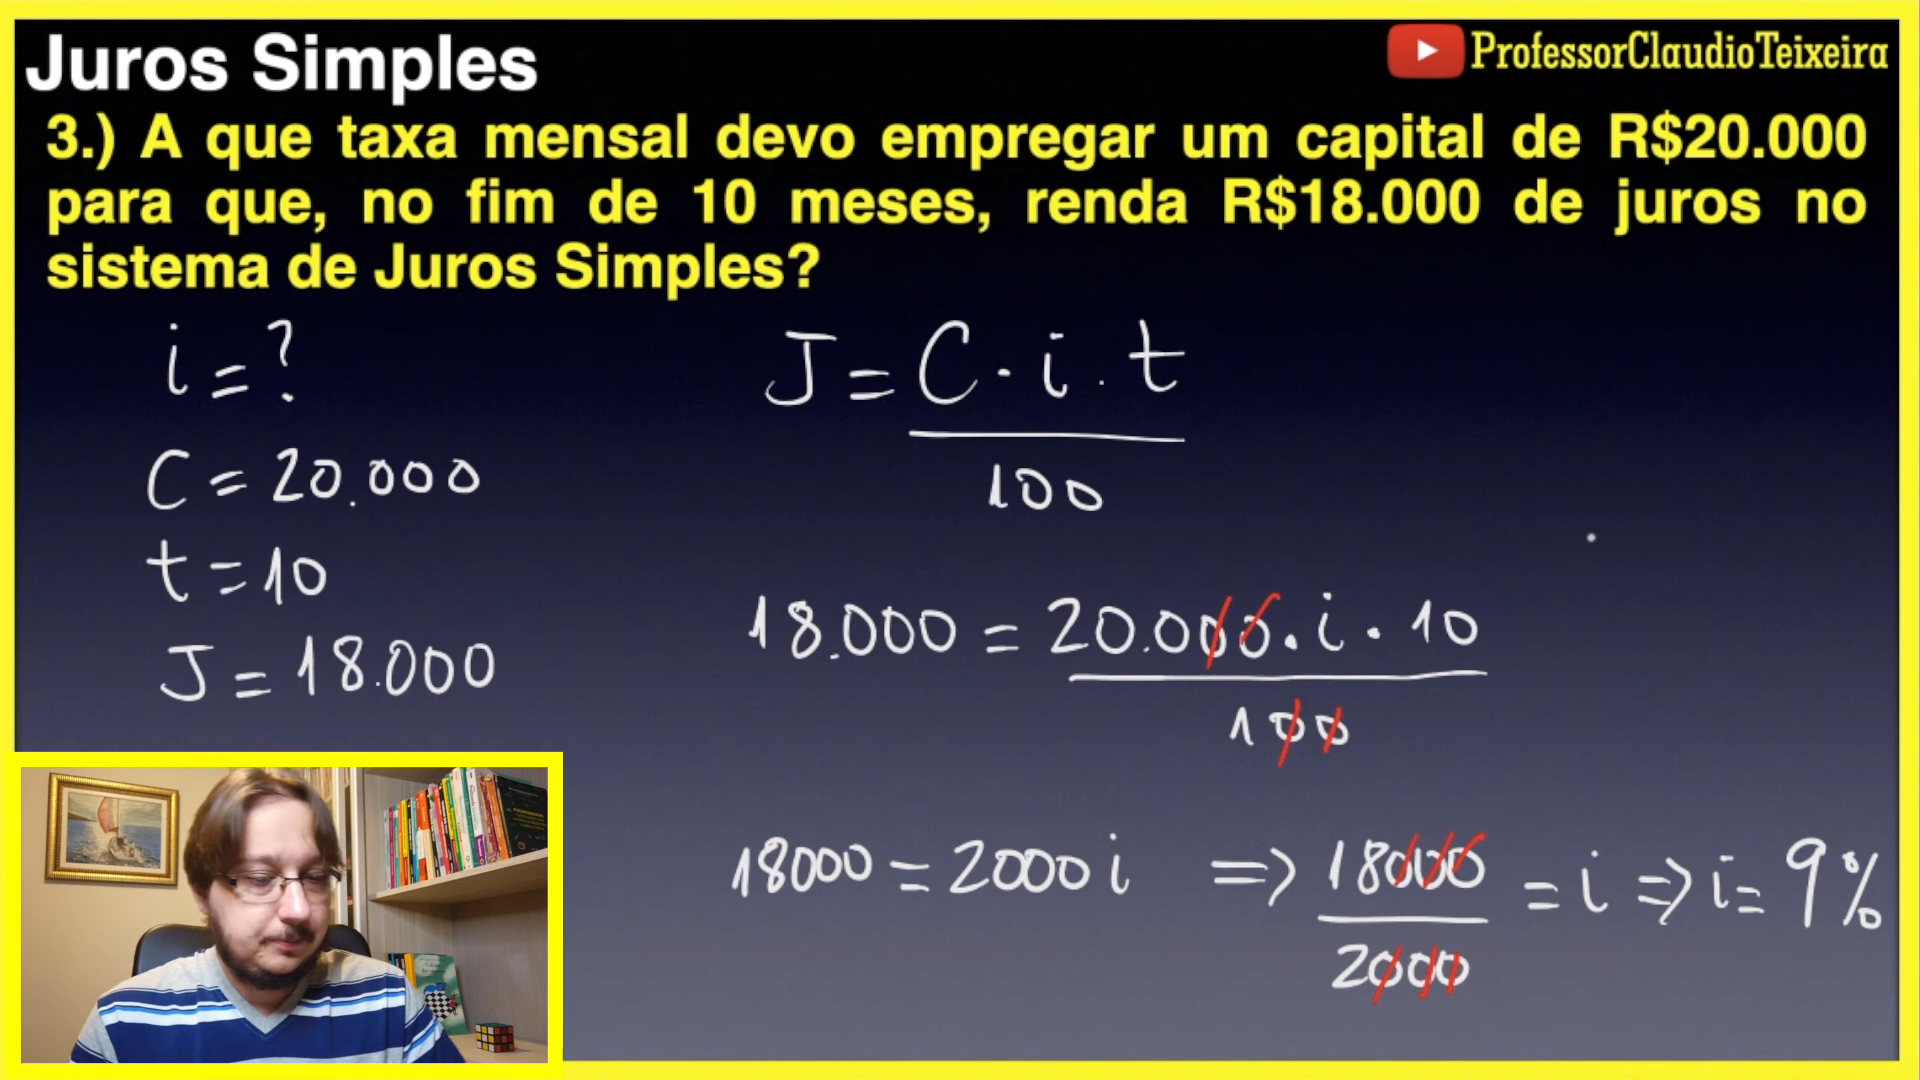 Juros Simples
ProfessorClaudioTeixeira
3.) A que taxa mensal devo empregar um capital de R$20.000
para que, no fim de 10 meses, renda R$18.000 de juros no
sistema de Juros Simples?
i = ?
C = 20.000
t = 10
J = 18.000
J = C · i . t
100
18.000 = 20.000 . i · 10
100
18000 = 2000 i => 18000 = i => i = 9%
2000